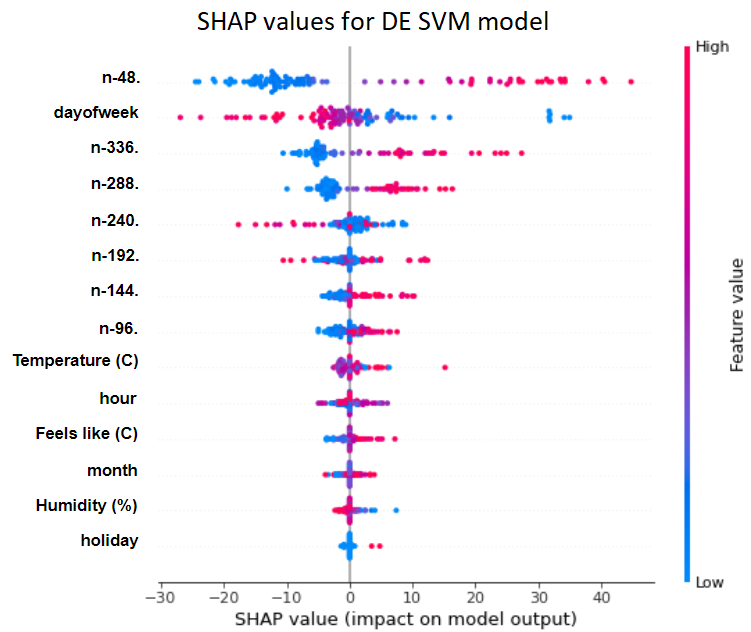 SHAP values for DE SVM model
High
n-48.
dayofweek
n-336.
n-288.
n-240.
n-192.
n-144.
n-96.
Temperature (C)
hour
Feels like (C)
month
Humidity (%)
holiday
Feature value
Low
−30 −20 −10 0 10 20 30 40
SHAP value (impact on model output)